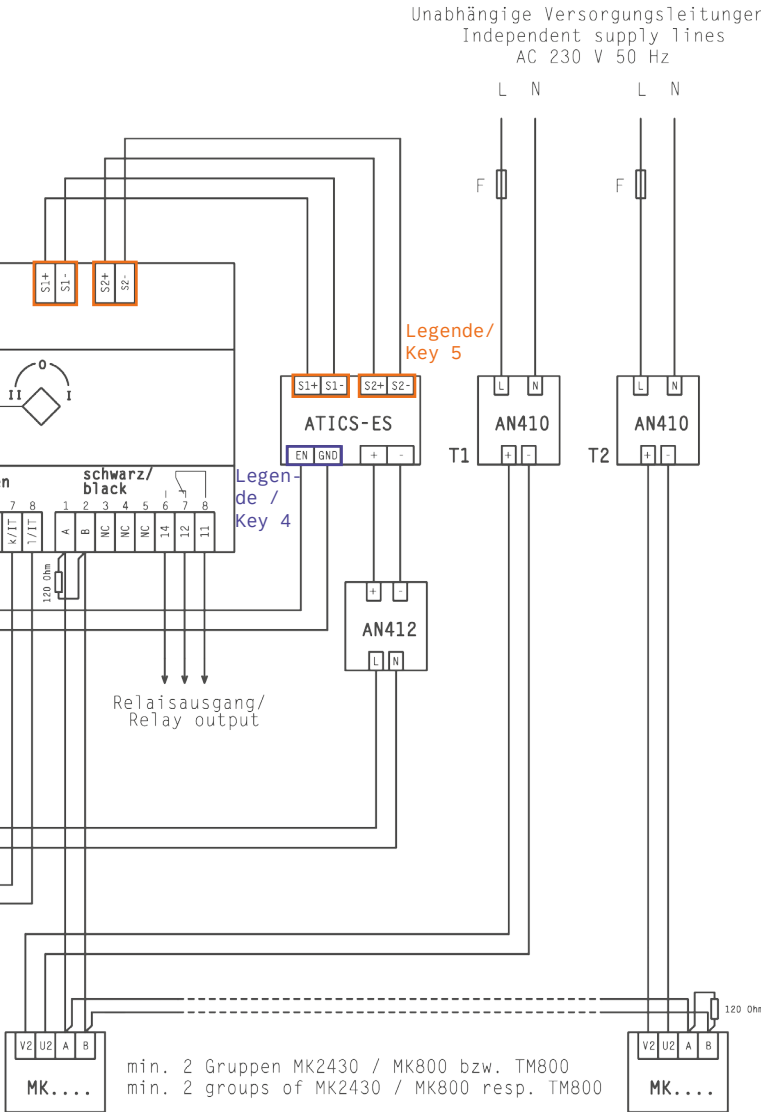 Unabhängige Versorgungsleitunger
Independent supply lines
AC 230 V 50 Hz
L N L N
F F
S1+ S1- S2+ S2-
Legende/
Key 5
0
II I
S1+ S1- S2+ S2-
ATICS-ES
EN GND + -
L N
AN410
T1 + -
L N
AN410
T2 + -
en
schwarz/
black
7 8 1 2 3 4 5 6 7 8
k/IT l/IT A B NC NC NC 14 12 11
Legen-
de /
Key 4
120 Ohm
+ -
AN412
L N
Relaisausgang/
Relay output
120 Ohm
V2 U2 A B
MK....
min. 2 Gruppen MK2430 / MK800 bzw. TM800
min. 2 groups of MK2430 / MK800 resp. TM800
V2 U2 A B
MK....